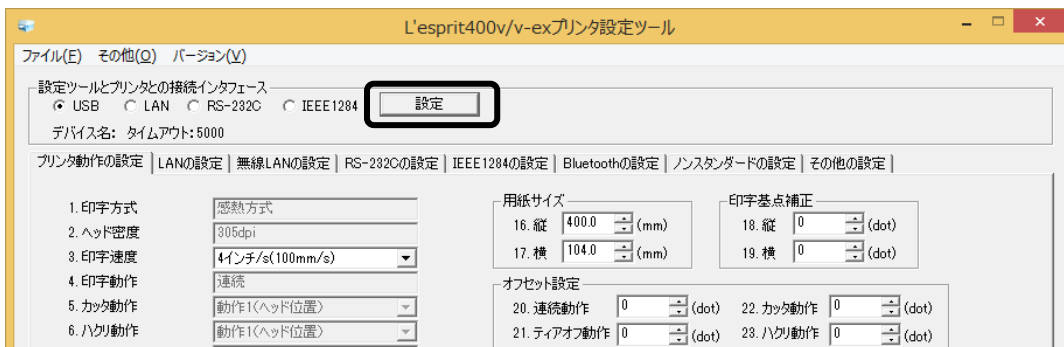 L'esprit400v/v-exプリンタ設定ツール
ファイル(F) その他(O) バージョン(V)
設定ツールとプリンタとの接続インタフェース
USB LAN RS-232C IEEE1284 設定
デバイス名: タイムアウト:5000
プリンタ動作の設定 LANの設定 無線LANの設定 RS-232Cの設定 IEEE1284の設定 Bluetoothの設定 ノンスタンダードの設定 その他の設定
1.印字方式 感熱方式
2.ヘッド密度 305dpi
3.印字速度 4インチ/s(100mm/s)
4.印字動作 連続
5.カッタ動作 動作1(ヘッド位置)
6.ハクリ動作 動作1(ヘッド位置)
用紙サイズ
16.縦 400.0 (mm)
17.横 104.0 (mm)
印字基点補正
18.縦 0 (dot)
19.横 0 (dot)
オフセット設定
20.連続動作 0 (dot) 22.カッタ動作 0 (dot)
21.ティアオフ動作 0 (dot) 23.ハクリ動作 0 (dot)